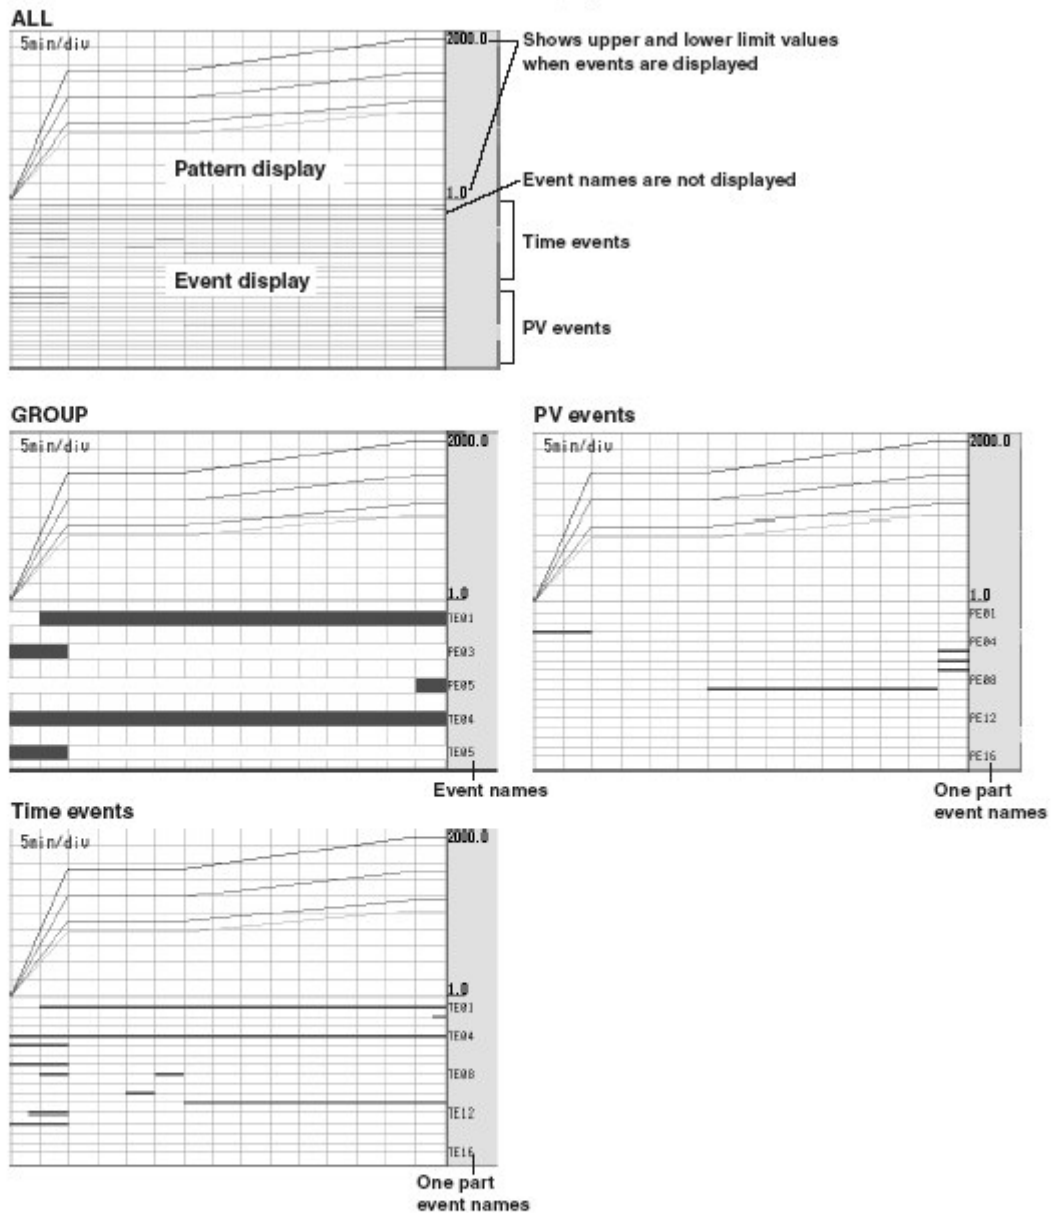 ALL
5min/div
2000.0
Shows upper and lower limit values
when events are displayed
Pattern display
1.0
Event names are not displayed
Time events
Event display
PV events
GROUP
5min/div
2000.0
1.0
TE01
PE03
PE05
TE04
TE05
Event names
PV events
5min/div
2000.0
1.0
PE01
PE04
PE08
PE12
PE16
One part
event names
Time events
5min/div
2000.0
1.0
TE01
TE04
TE08
TE12
TE16
One part
event names